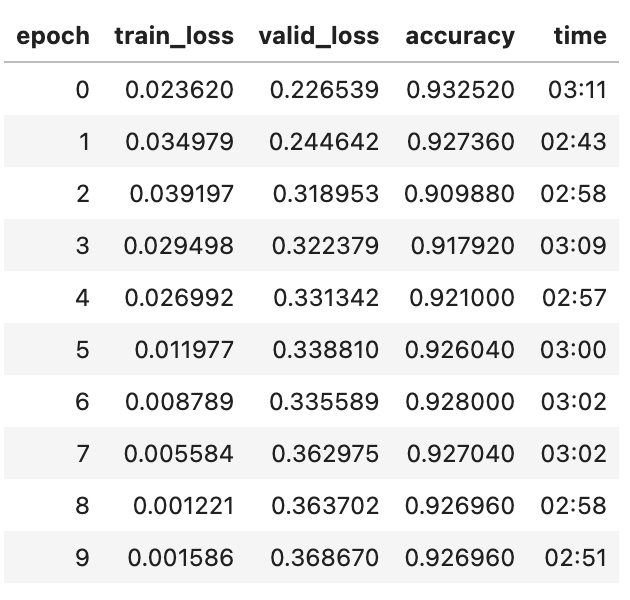 epoch train_loss valid_loss accuracy time
0 0.023620 0.226539 0.932520 03:11
1 0.034979 0.244642 0.927360 02:43
2 0.039197 0.318953 0.909880 02:58
3 0.029498 0.322379 0.917920 03:09
4 0.026992 0.331342 0.921000 02:57
5 0.011977 0.338810 0.926040 03:00
6 0.008789 0.335589 0.928000 03:02
7 0.005584 0.362975 0.927040 03:02
8 0.001221 0.363702 0.926960 02:58
9 0.001586 0.368670 0.926960 02:51